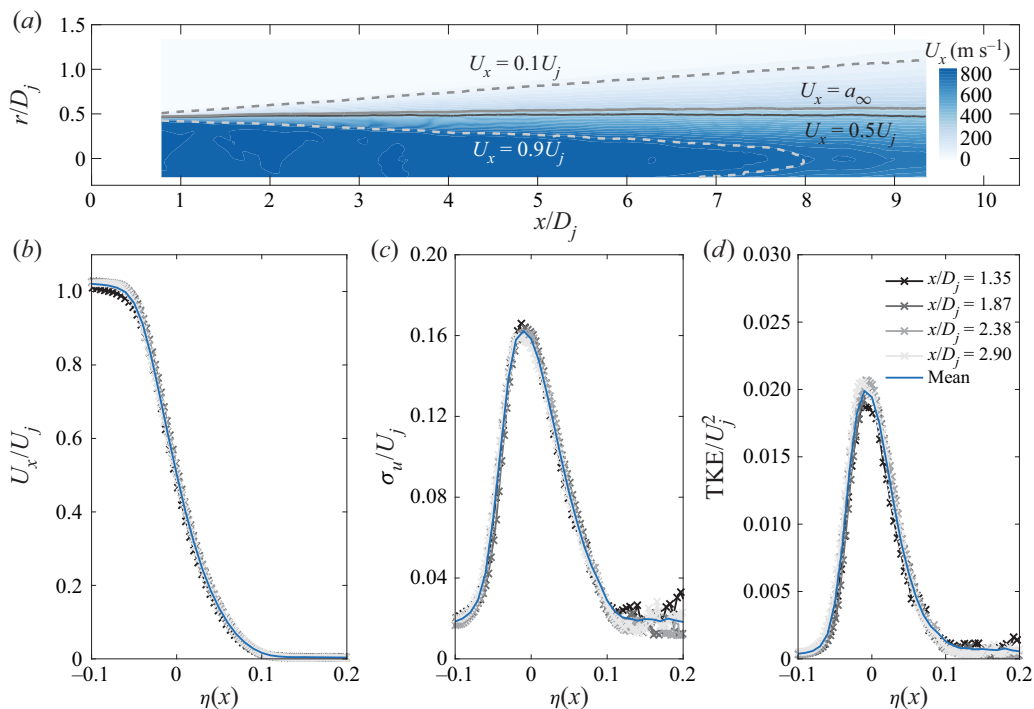 (a)
1.5
1.0
0.5
0
r/D_j
U_x = 0.1U_j
U_x = a_∞
U_x = 0.5U_j
U_x = 0.9U_j
U_x (m s⁻¹)
800
600
400
200
0
0 1 2 3 4 5 6 7 8 9 10
x/D_j
(b)
1.0
0.8
0.6
0.4
0.2
0
U_x/U_j
−0.1 0 0.1 0.2
η(x)
(c)
0.20
0.16
0.12
0.08
0.04
0
σ_u/U_j
−0.1 0 0.1 0.2
η(x)
(d)
0.030
0.025
0.020
0.015
0.010
0.005
0
TKE/U_j²
x/D_j = 1.35
x/D_j = 1.87
x/D_j = 2.38
x/D_j = 2.90
Mean
−0.1 0 0.1 0.2
η(x)